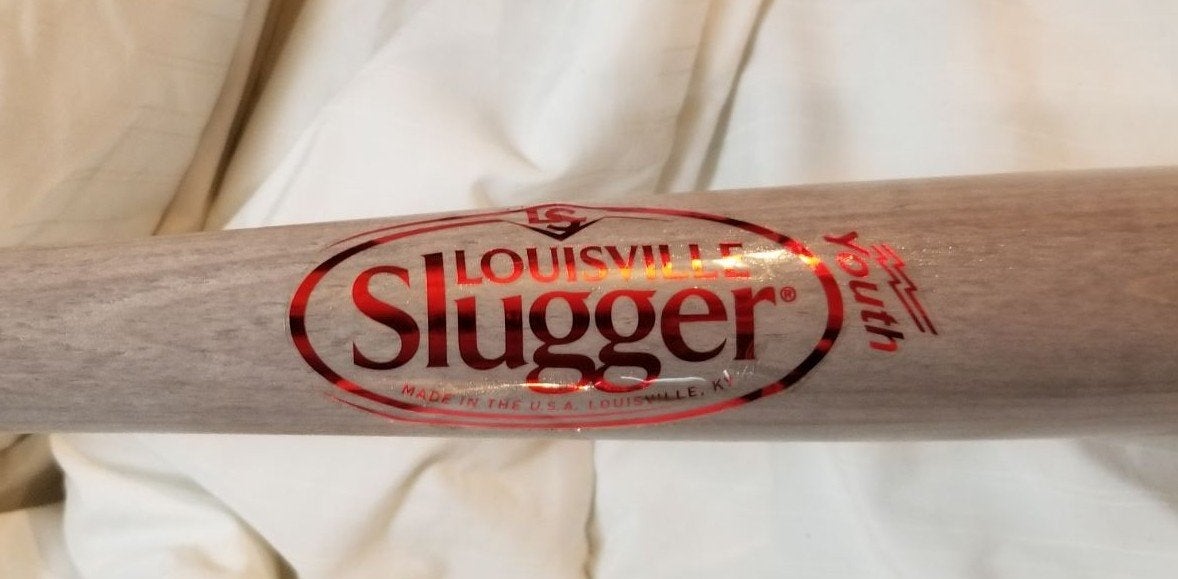 LS
LOUISVILLE
Slugger®
MADE IN THE U.S.A. LOUISVILLE, KY
Youth